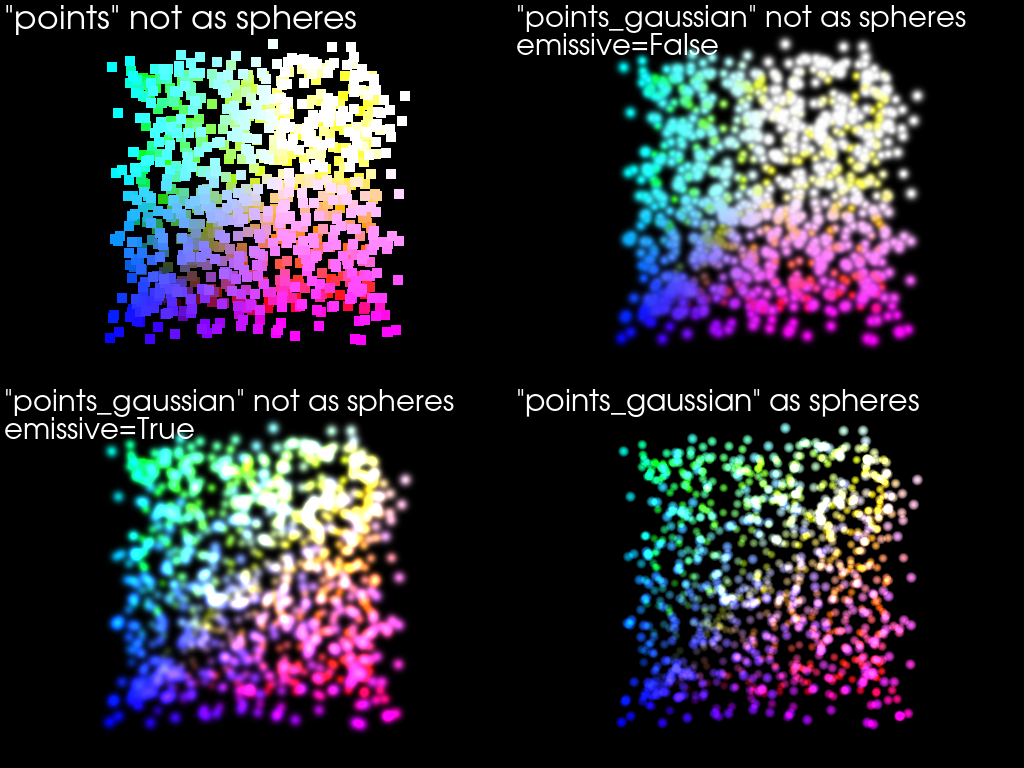 "points" not as spheres
"points_gaussian" not as spheres
emissive=False
"points_gaussian" not as spheres
emissive=True
"points_gaussian" as spheres